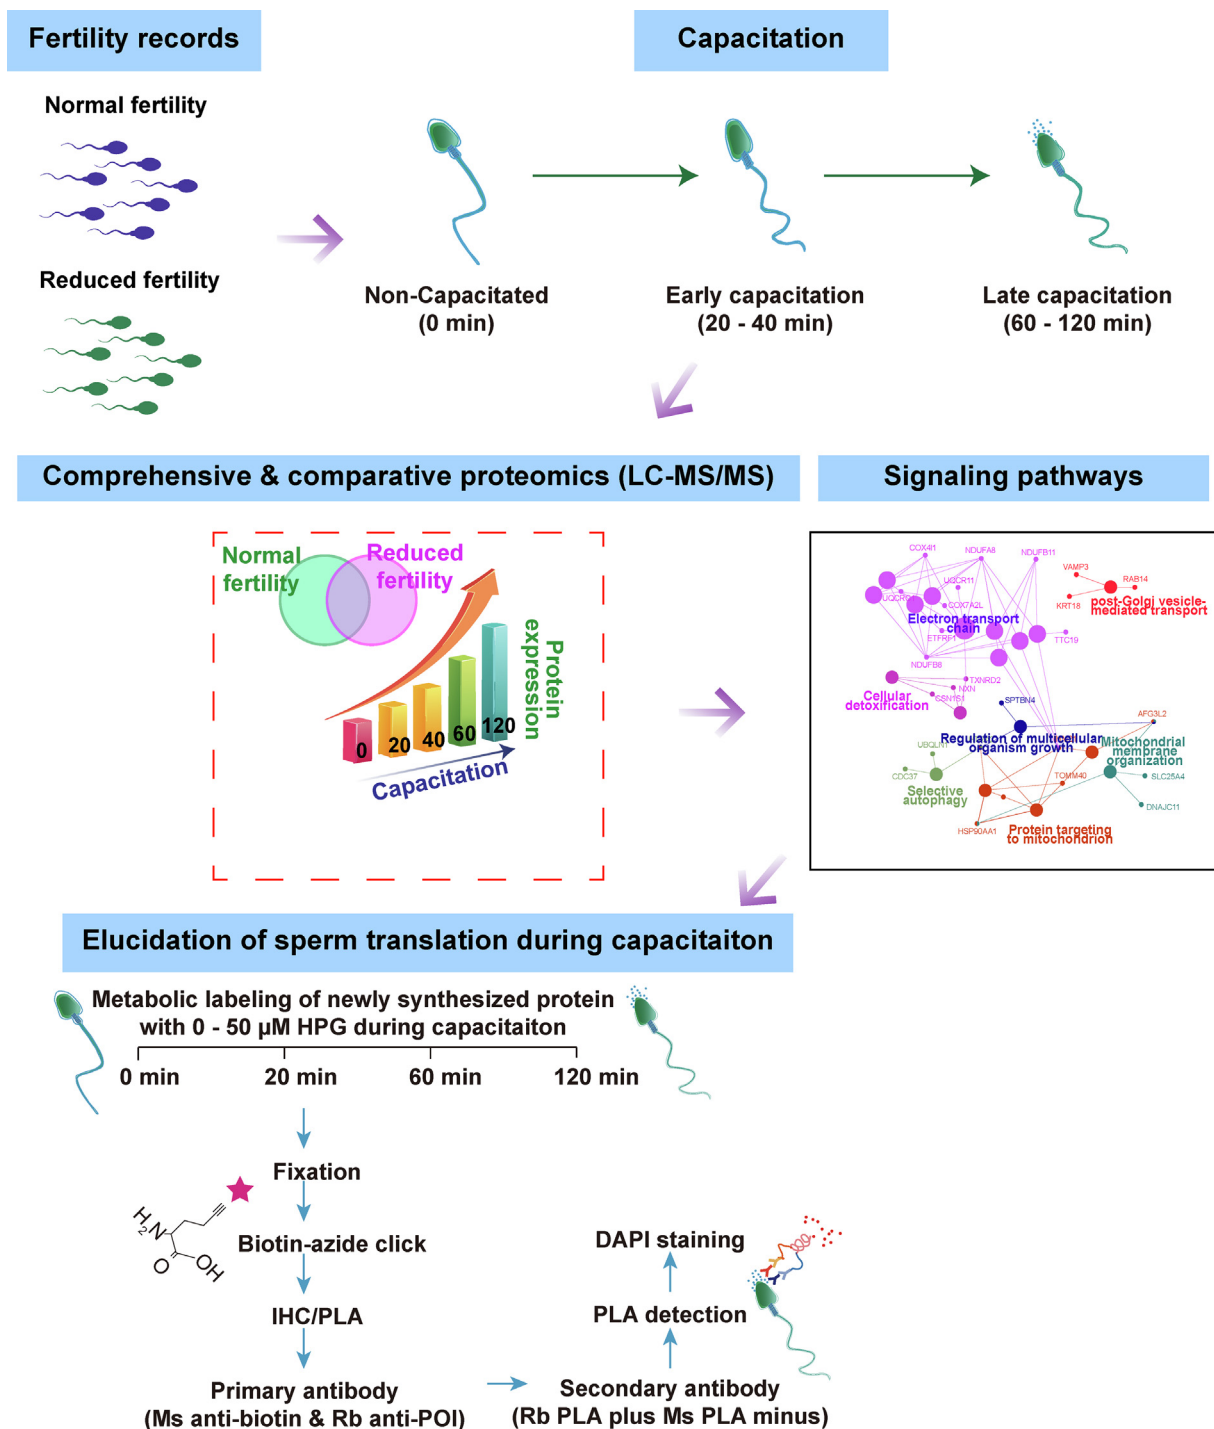 Fertility records
Capacitation
Normal fertility
Reduced fertility
Non-Capacitated
(0 min)
Early capacitation
(20 - 40 min)
Late capacitation
(60 - 120 min)
Comprehensive & comparative proteomics (LC-MS/MS)
Signaling pathways
Normal
fertility
Reduced
fertility
Protein
expression
0
20
40
60
120
Capacitation
COX4I1
NDUFA8
NDUFB11
VAMP3
RAB14
KRT18
post-Golgi vesicle-
mediated transport
UQCR11
COX7A2L
Electron transport
chain
ETFRF1
TTC19
NDUFB8
TXNRD2
NXN
CSN1S1
Cellular
detoxification
SPTBN4
AFG3L2
Regulation of multicellular
organism growth
Mitochondrial
membrane
organization
UBQLN1
CDC37
Selective
autophagy
TOMM40
SLC25A4
DNAJC11
HSP90AA1
Protein targeting
to mitochondrion
Elucidation of sperm translation during capacitaiton
Metabolic labeling of newly synthesized protein
with 0 - 50 µM HPG during capacitaiton
0 min
20 min
60 min
120 min
Fixation
H2N
O
OH
Biotin-azide click
IHC/PLA
Primary antibody
(Ms anti-biotin & Rb anti-POI)
Secondary antibody
(Rb PLA plus Ms PLA minus)
PLA detection
DAPI staining